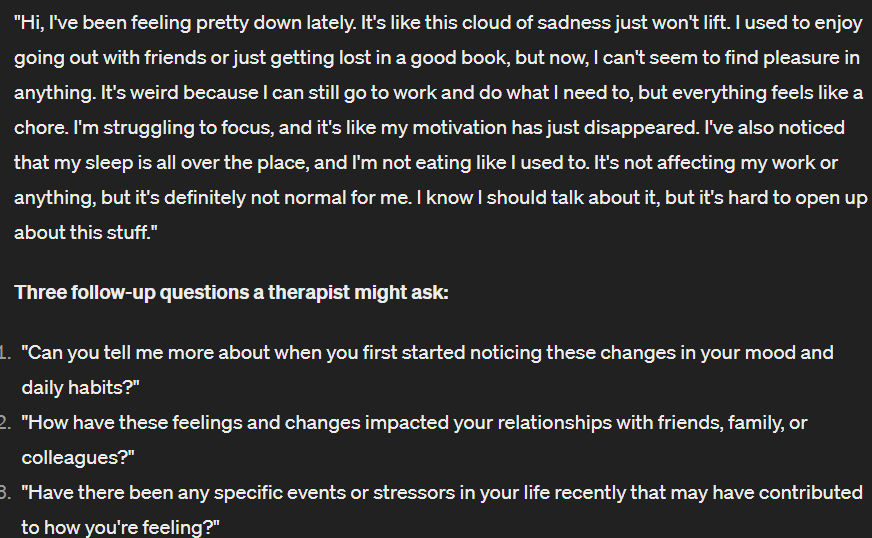 "Hi, I've been feeling pretty down lately. It's like this cloud of sadness just won't lift. I used to enjoy
going out with friends or just getting lost in a good book, but now, I can't seem to find pleasure in
anything. It's weird because I can still go to work and do what I need to, but everything feels like a
chore. I'm struggling to focus, and it's like my motivation has just disappeared. I've also noticed
that my sleep is all over the place, and I'm not eating like I used to. It's not affecting my work or
anything, but it's definitely not normal for me. I know I should talk about it, but it's hard to open up
about this stuff."
Three follow-up questions a therapist might ask:
1. "Can you tell me more about when you first started noticing these changes in your mood and
daily habits?"
2. "How have these feelings and changes impacted your relationships with friends, family, or
colleagues?"
3. "Have there been any specific events or stressors in your life recently that may have contributed
to how you're feeling?"